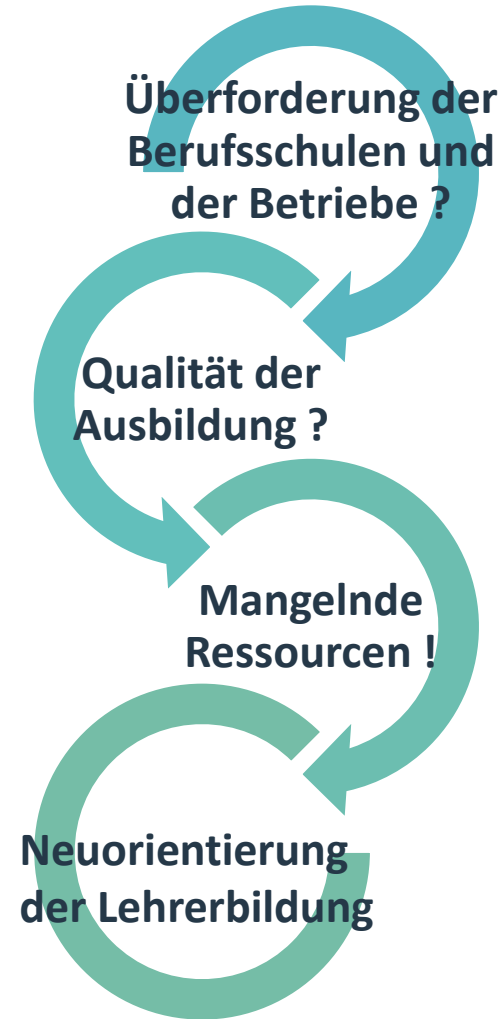 Überforderung der
Berufsschulen und
der Betriebe ?
Qualität der
Ausbildung ?
Mangelnde
Ressourcen !
Neuorientierung
der Lehrerbildung